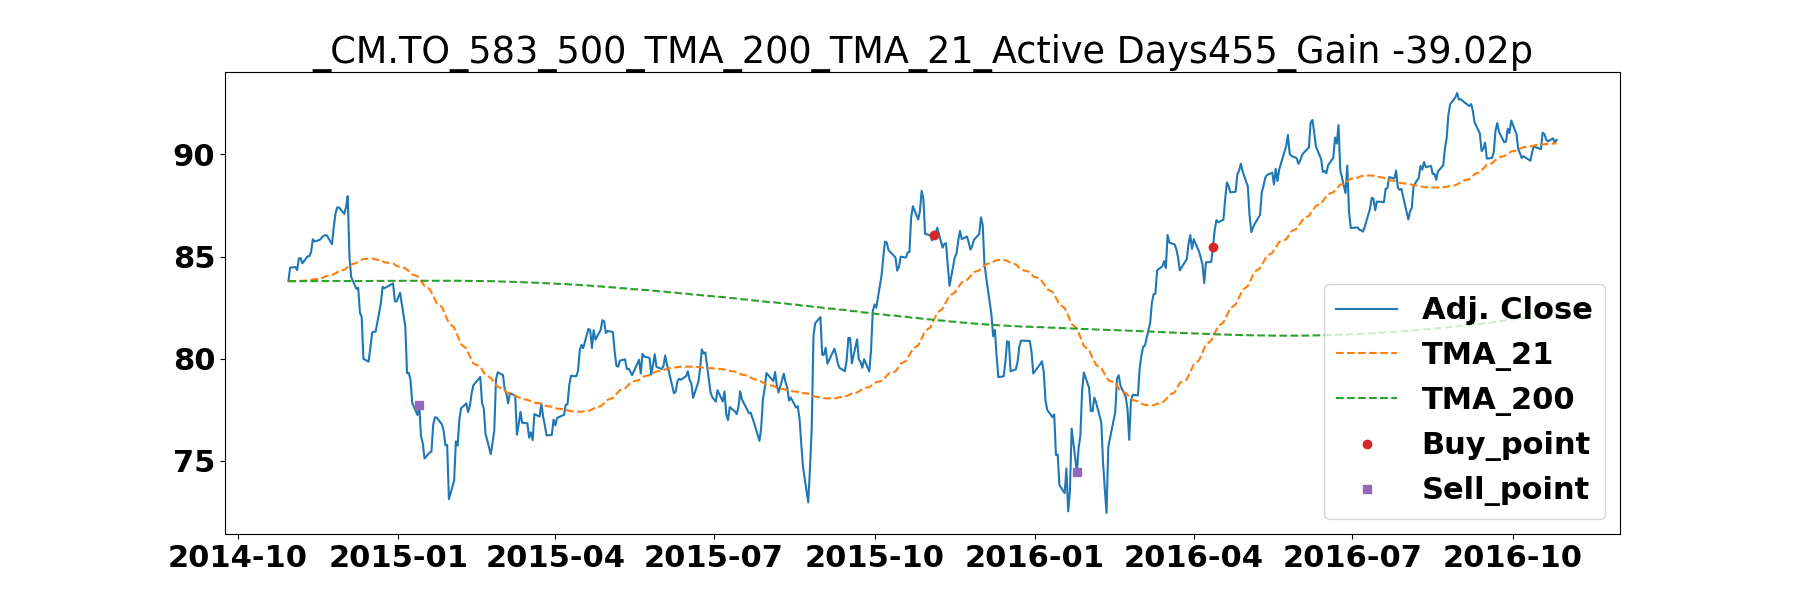 _CM.TO_583_500_TMA_200_TMA_21_Active Days455_Gain -39.02p
90
85
80
75
2014-10 2015-01 2015-04 2015-07 2015-10 2016-01 2016-04 2016-07 2016-10
Adj. Close
TMA_21
TMA_200
Buy_point
Sell_point